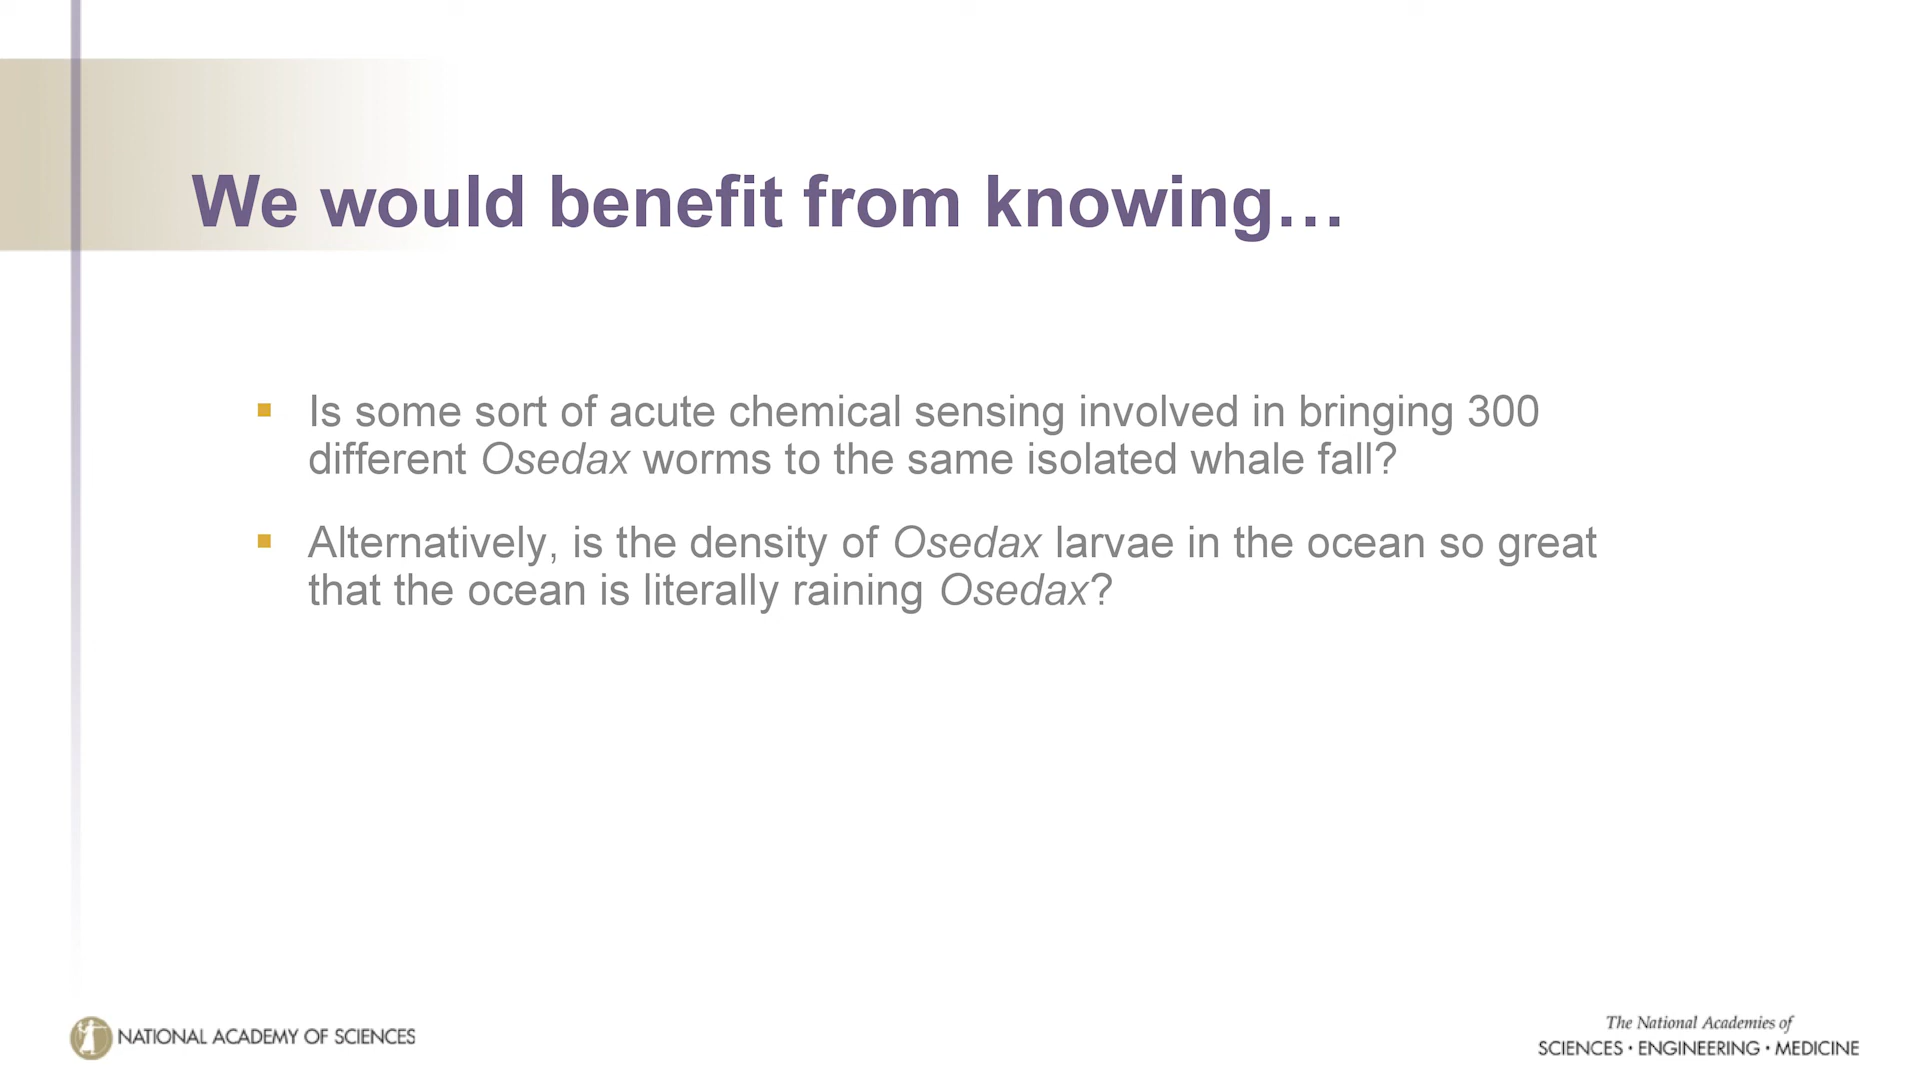 We would benefit from knowing…
▪ Is some sort of acute chemical sensing involved in bringing 300
different Osedax worms to the same isolated whale fall?
▪ Alternatively, is the density of Osedax larvae in the ocean so great
that the ocean is literally raining Osedax?
NATIONAL ACADEMY OF SCIENCES
The National Academies of
SCIENCES • ENGINEERING • MEDICINE